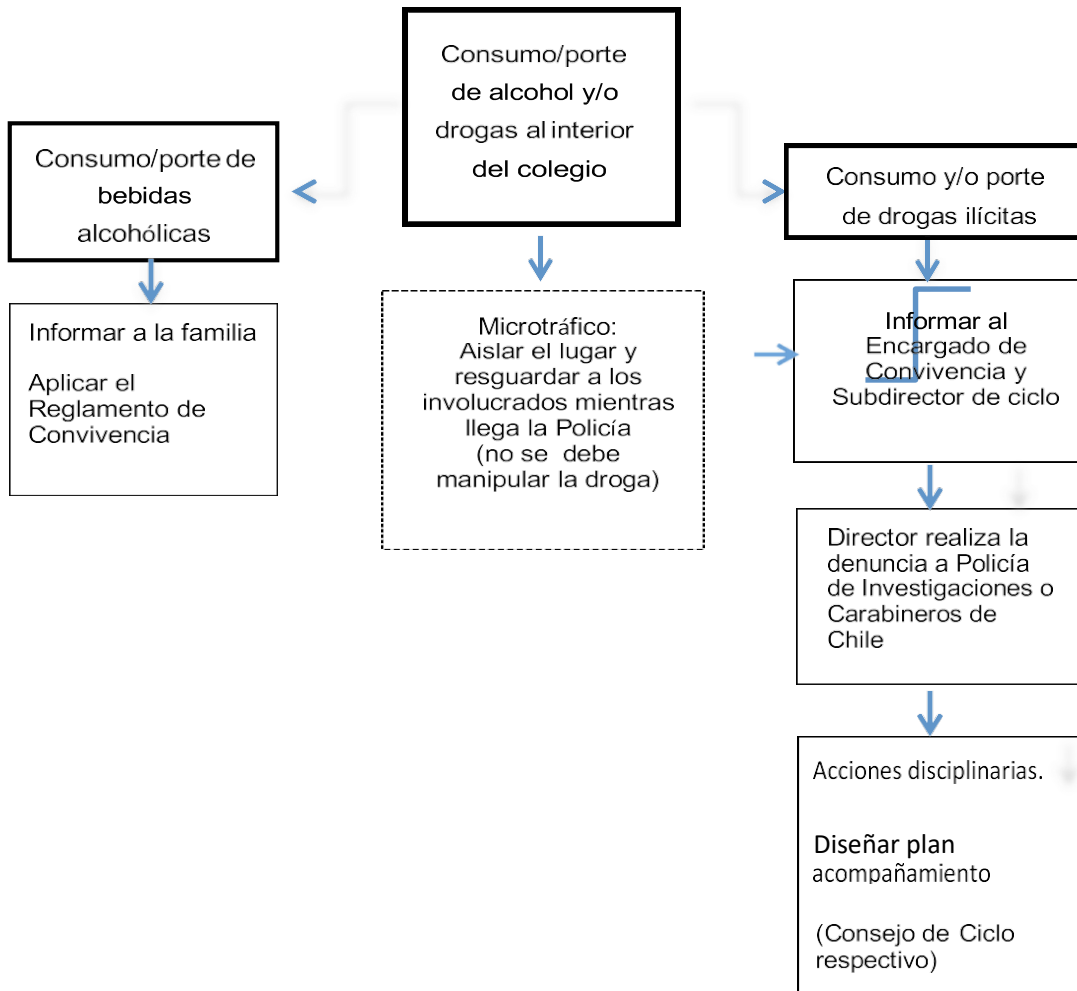 Consumo/porte
de alcohol y/o
drogas al interior
del colegio
Consumo/porte de
bebidas
alcohólicas
Consumo y/o porte
de drogas ilícitas
Informar a la familia
Aplicar el
Reglamento de
Convivencia
Microtráfico:
Aislar el lugar y
resguardar a los
involucrados mientras
llega la Policía
(no se debe
manipular la droga)
Informar al
Encargado de
Convivencia y
Subdirector de ciclo
Director realiza la
denuncia a Policía
de Investigaciones o
Carabineros de
Chile
Acciones disciplinarias.
Diseñar plan
acompañamiento
(Consejo de Ciclo
respectivo)